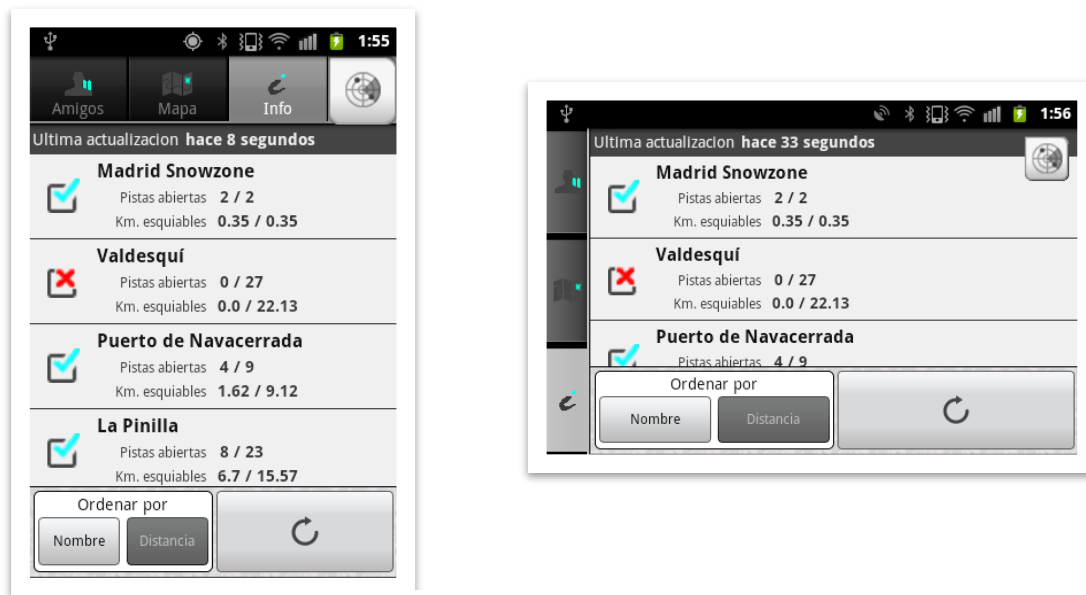 1:55
Amigos Mapa Info
Ultima actualizacion hace 8 segundos
Madrid Snowzone
Pistas abiertas 2 / 2
Km. esquiables 0.35 / 0.35
Valdesquí
Pistas abiertas 0 / 27
Km. esquiables 0.0 / 22.13
Puerto de Navacerrada
Pistas abiertas 4 / 9
Km. esquiables 1.62 / 9.12
La Pinilla
Pistas abiertas 8 / 23
Km. esquiables 6.7 / 15.57
Ordenar por
Nombre Distancia
1:56
Ultima actualizacion hace 33 segundos
Madrid Snowzone
Pistas abiertas 2 / 2
Km. esquiables 0.35 / 0.35
Valdesquí
Pistas abiertas 0 / 27
Km. esquiables 0.0 / 22.13
Puerto de Navacerrada
Pistas abiertas 4 / 9
Ordenar por
Nombre Distancia